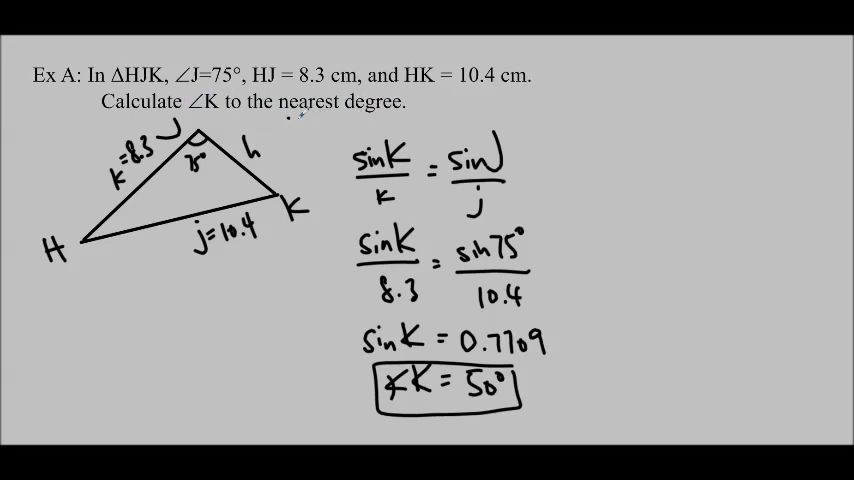 Ex A: In ΔHJK, ∠J=75°, HJ = 8.3 cm, and HK = 10.4 cm.
Calculate ∠K to the nearest degree.
J
k=8.3
75°
h
K
H
j=10.4
sinK/k = sinJ/j
sinK/8.3 = sin75°/10.4
sinK = 0.7709
∢K = 50°